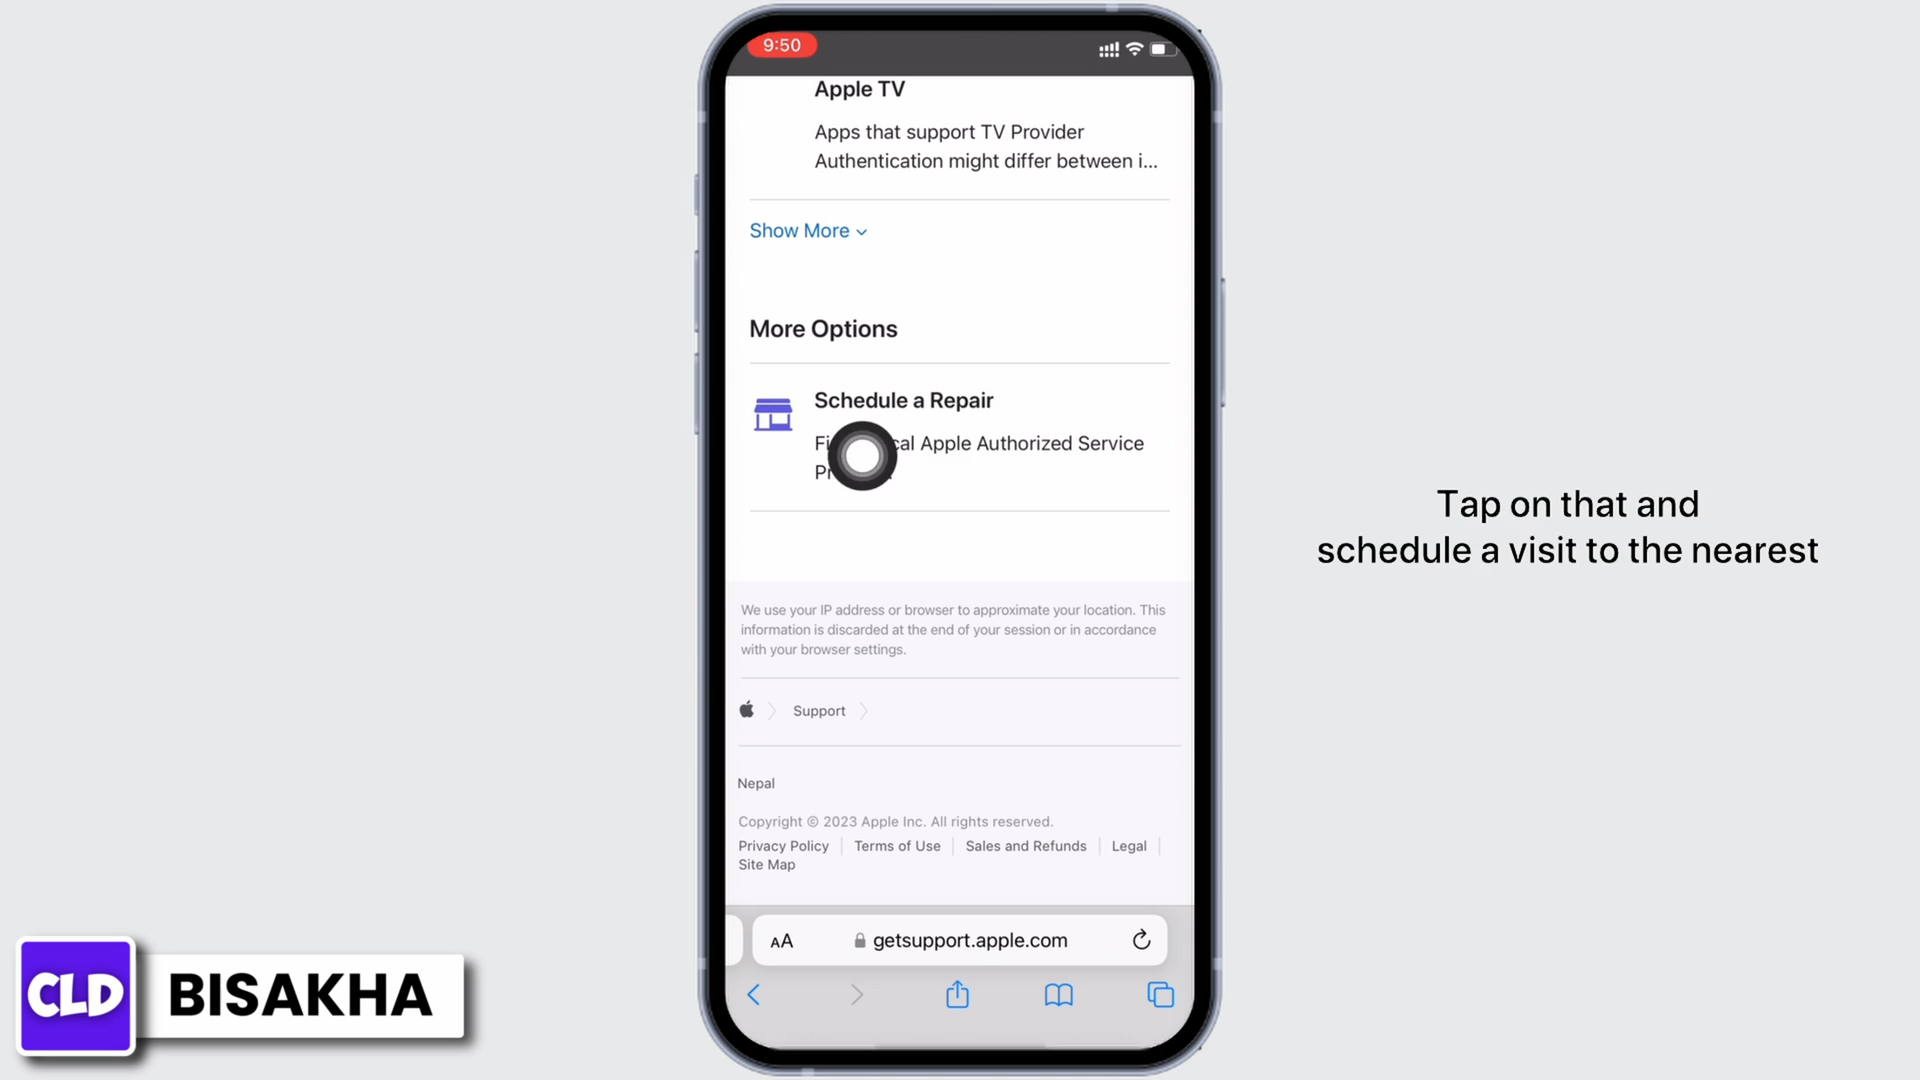 9:50
Apple TV
Apps that support TV Provider
Authentication might differ between i...
Show More
More Options
Schedule a Repair
Apple Authorized Service
We use your IP address or browser to approximate your location. This
information is discarded at the end of your session or in accordance
with your browser settings.
Support
Nepal
Copyright © 2023 Apple Inc. All rights reserved.
Privacy Policy Terms of Use Sales and Refunds Legal
Site Map
AA getsupport.apple.com
Tap on that and
schedule a visit to the nearest
CLD BISAKHA